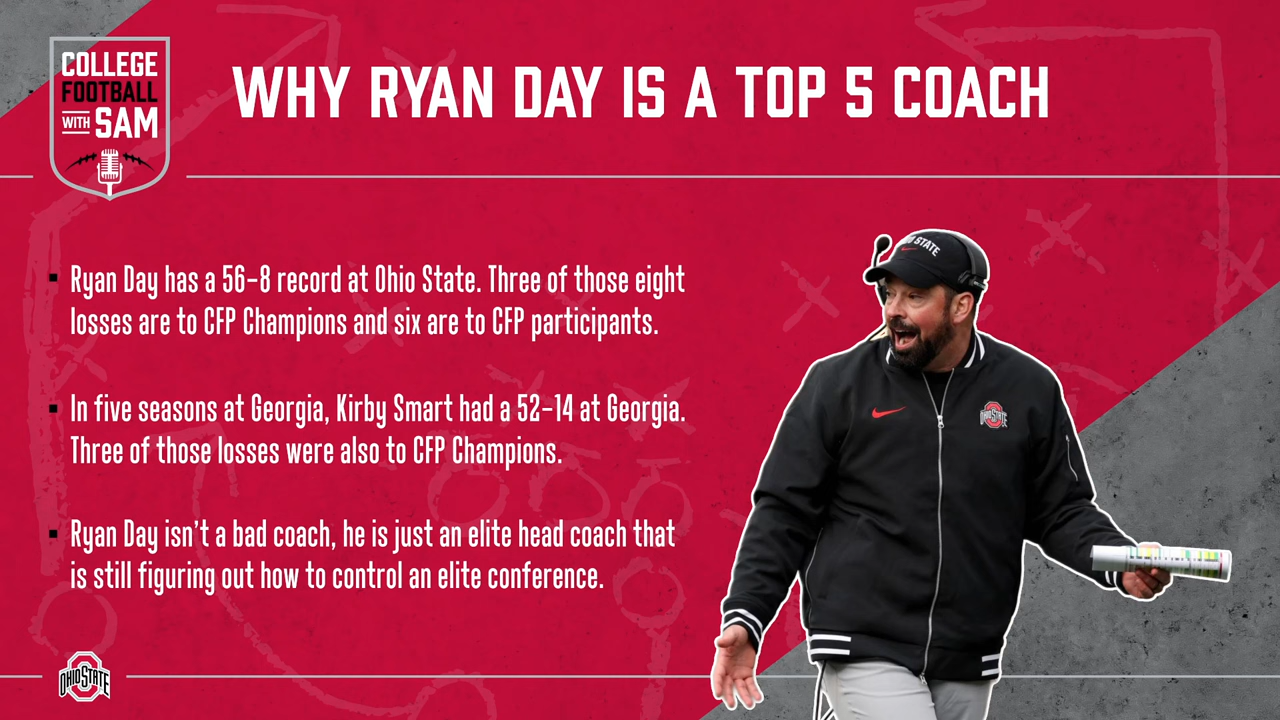 COLLEGE
FOOTBALL
WITH SAM
WHY RYAN DAY IS A TOP 5 COACH
Ryan Day has a 56-8 record at Ohio State. Three of those eight
losses are to CFP Champions and six are to CFP participants.
In five seasons at Georgia, Kirby Smart had a 52-14 at Georgia.
Three of those losses were also to CFP Champions.
Ryan Day isn't a bad coach, he is just an elite head coach that
is still figuring out how to control an elite conference.
STATE
OHIO STATE
OHIO STATE